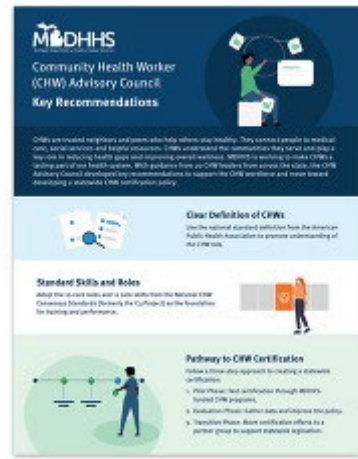 MDHHS
Community Health Worker
(CHW) Advisory Council
Key Recommendations
CHWs are trusted neighbors and peers who help others stay healthy. They connect people to medical
care, social services and helpful resources. CHWs understand the communities they serve and play a
key role in reducing health gaps and improving overall wellness. MDHHS is working to make CHWs a
lasting part of our health system. With guidance from 20 CHW leaders from across the state, the CHW
Advisory Council developed key recommendations to support the CHW workforce and move toward
developing a statewide CHW certification policy.
Clear Definition of CHWs
Use the national standard definition from the American
Public Health Association to promote understanding of
the CHW role.
Standard Skills and Roles
Adopt the 10 core roles and 11 core skills from the National CHW
Consensus Standards (formerly the C3 Project) as the foundation
for training and performance.
Pathway to CHW Certification
Follow a three-step approach to creating a statewide
certification:
1. Pilot Phase: Test certification through MDHHS-
funded CHW programs.
2. Evaluation Phase: Gather data and improve the policy.
3. Transition Phase: Move certification efforts to a
partner group to support statewide legislation.